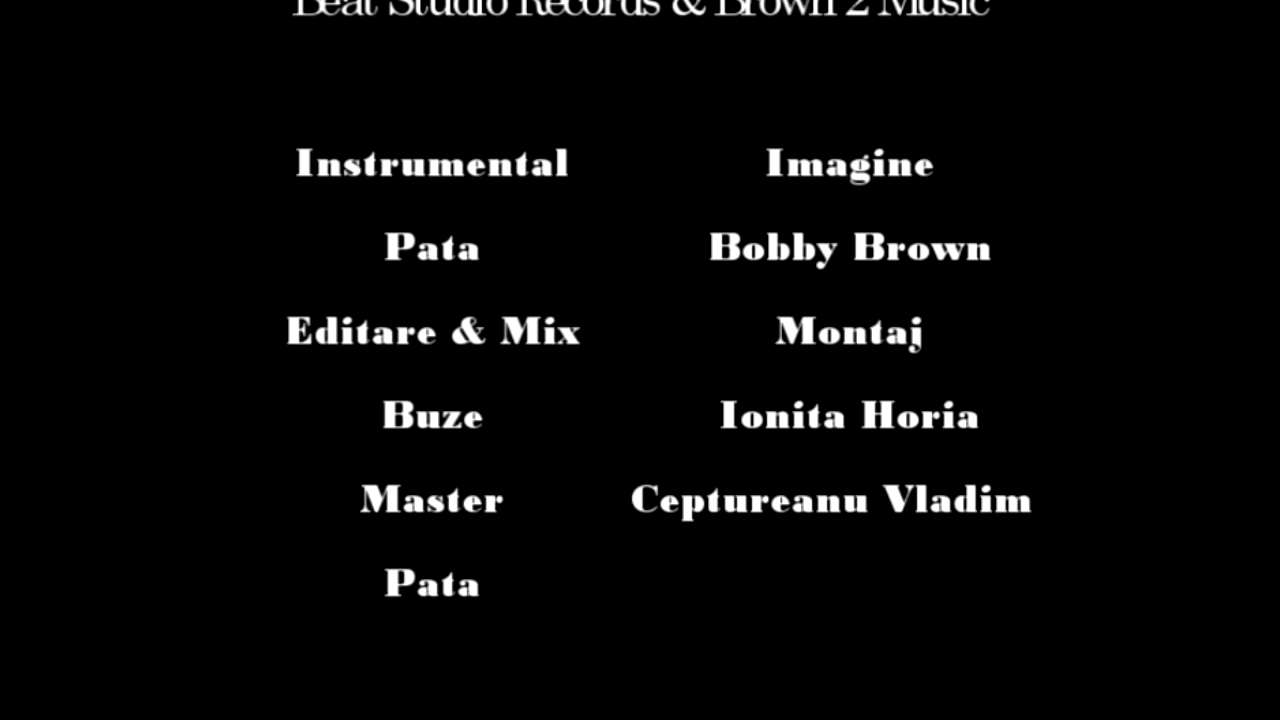 Beat Studio Records & Brown 2 Music
Instrumental
Pata
Editare & Mix
Buze
Master
Pata
Imagine
Bobby Brown
Montaj
Ionita Horia
Ceptureanu Vladim